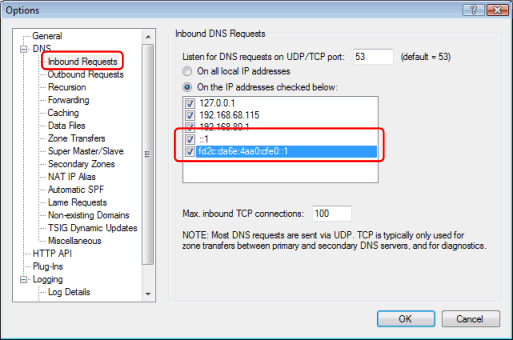 Options
General
DNS
Inbound Requests
Outbound Requests
Recursion
Forwarding
Caching
Data Files
Zone Transfers
Super Master/Slave
Secondary Zones
NAT IP Alias
Automatic SPF
Lame Requests
Non-existing Domains
TSIG Dynamic Updates
Miscellaneous
HTTP API
Plug-Ins
Logging
Log Details
Inbound DNS Requests
Listen for DNS requests on UDP/TCP port: 53 (default = 53)
On all local IP addresses
On the IP addresses checked below:
127.0.0.1
192.168.68.115
192.168.80.1
::1
fd2c:da6e:4aa0:cfe0::1
Max. inbound TCP connections: 100
NOTE: Most DNS requests are sent via UDP. TCP is typically only used for
zone transfers between primary and secondary DNS servers, and for diagnostics.
OK Cancel